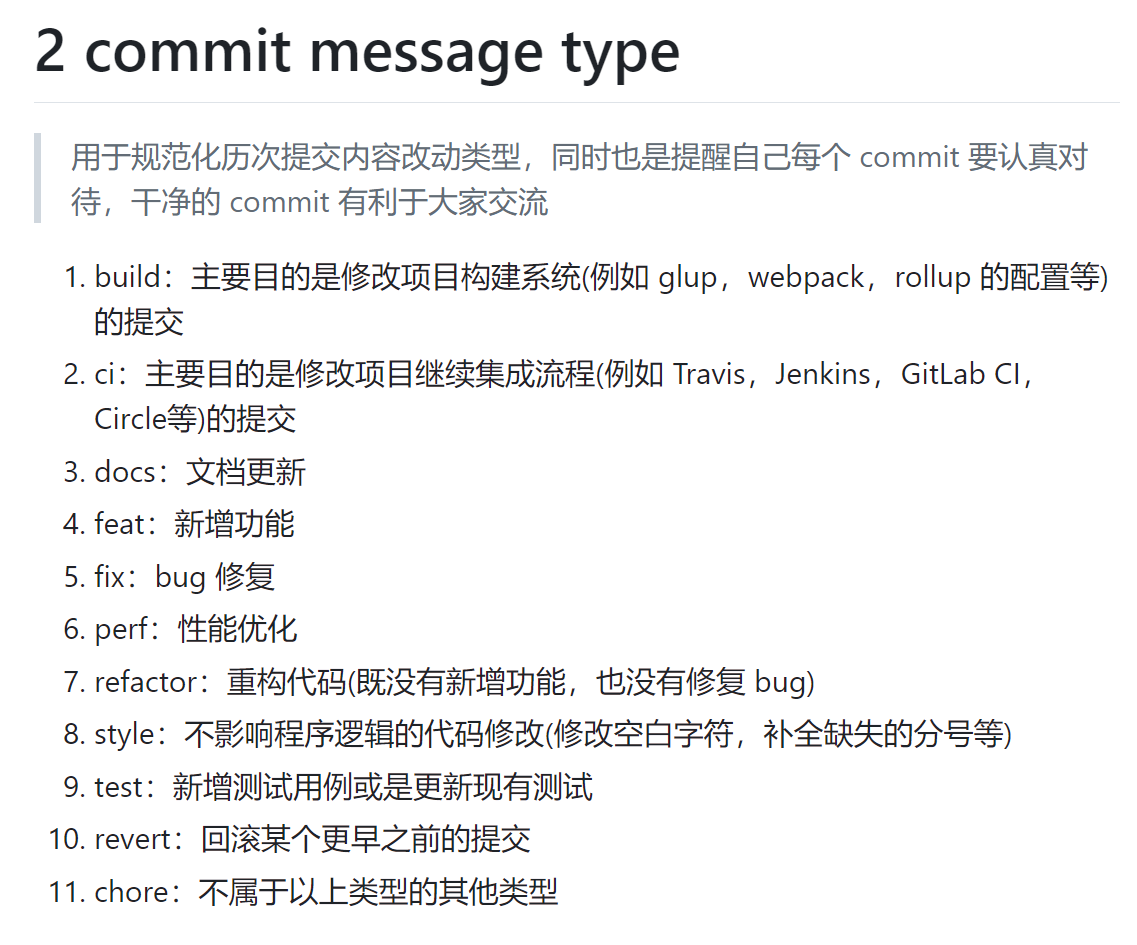 2 commit message type
用于规范化历次提交内容改动类型，同时也是提醒自己每个 commit 要认真对
待，干净的 commit 有利于大家交流
1. build：主要目的是修改项目构建系统(例如 glup，webpack，rollup 的配置等)
的提交
2. ci：主要目的是修改项目继续集成流程(例如 Travis，Jenkins，GitLab CI，
Circle等)的提交
3. docs：文档更新
4. feat：新增功能
5. fix：bug 修复
6. perf：性能优化
7. refactor：重构代码(既没有新增功能，也没有修复 bug)
8. style：不影响程序逻辑的代码修改(修改空白字符，补全缺失的分号等)
9. test：新增测试用例或是更新现有测试
10. revert：回滚某个更早之前的提交
11. chore：不属于以上类型的其他类型